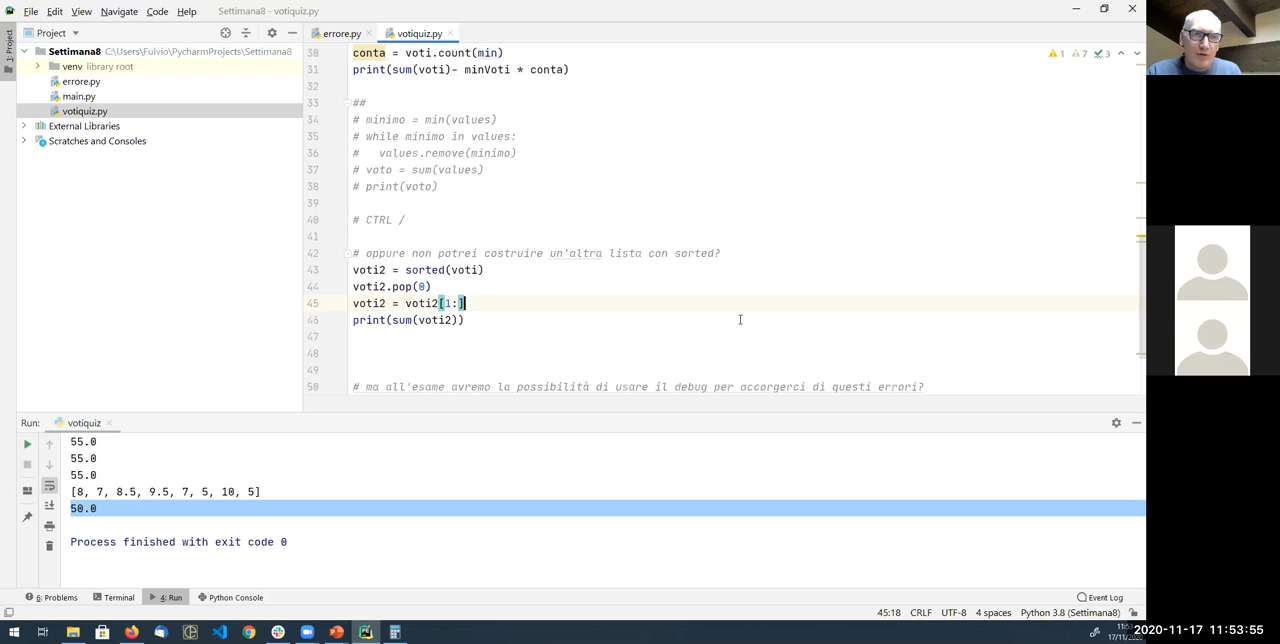 File Edit View Navigate Code Help Settimana8 - votiquiz.py
Project
errore.py
votiquiz.py
1: Project
Settimana8 C:\Users\Fulvio\PycharmProjects\Settimana8
venv library root
errore.py
main.py
votiquiz.py
External Libraries
Scratches and Consoles
1 7 3
30 conta = voti.count(min)
31 print(sum(voti)- minVoti * conta)
32
33 ##
34 # minimo = min(values)
35 # while minimo in values:
36 #   values.remove(minimo)
37 # voto = sum(values)
38 # print(voto)
39
40 # CTRL /
41
42 # oppure non potrei costruire un'altra lista con sorted?
43 voti2 = sorted(voti)
44 voti2.pop(0)
45 voti2 = voti2[1:]
46 print(sum(voti2))
47
48
49
50 # ma all'esame avremo la possibilità di usare il debug per accorgerci di questi errori?
Run: votiquiz
55.0
55.0
55.0
[8, 7, 8.5, 9.5, 7, 5, 10, 5]
50.0
Process finished with exit code 0
6: Problems Terminal 4: Run Python Console Event Log
45:18 CRLF UTF-8 4 spaces Python 3.8 (Settimana8)
2020-11-17 11:53:55